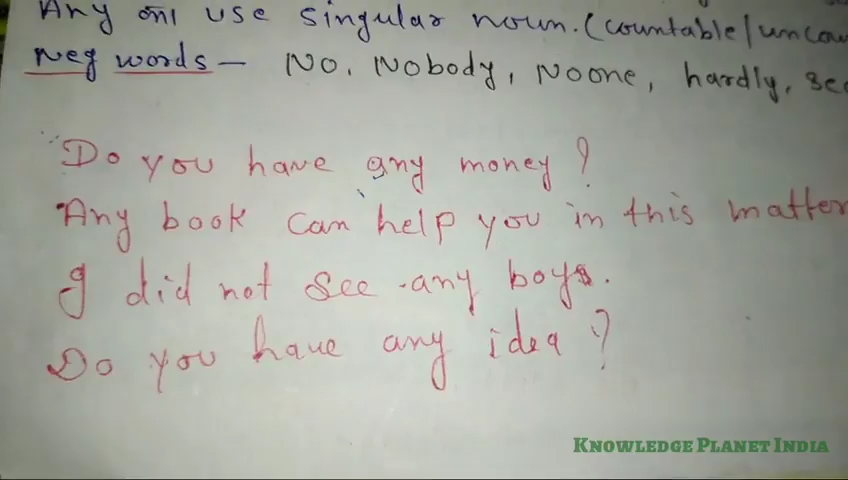 Any का use singular noun. (countable/uncou
Neg words – No, Nobody, Noone, hardly, se
Do you have any money?
Any book can help you in this matter
I did not see any boys.
Do you have any idea?
KNOWLEDGE PLANET INDIA